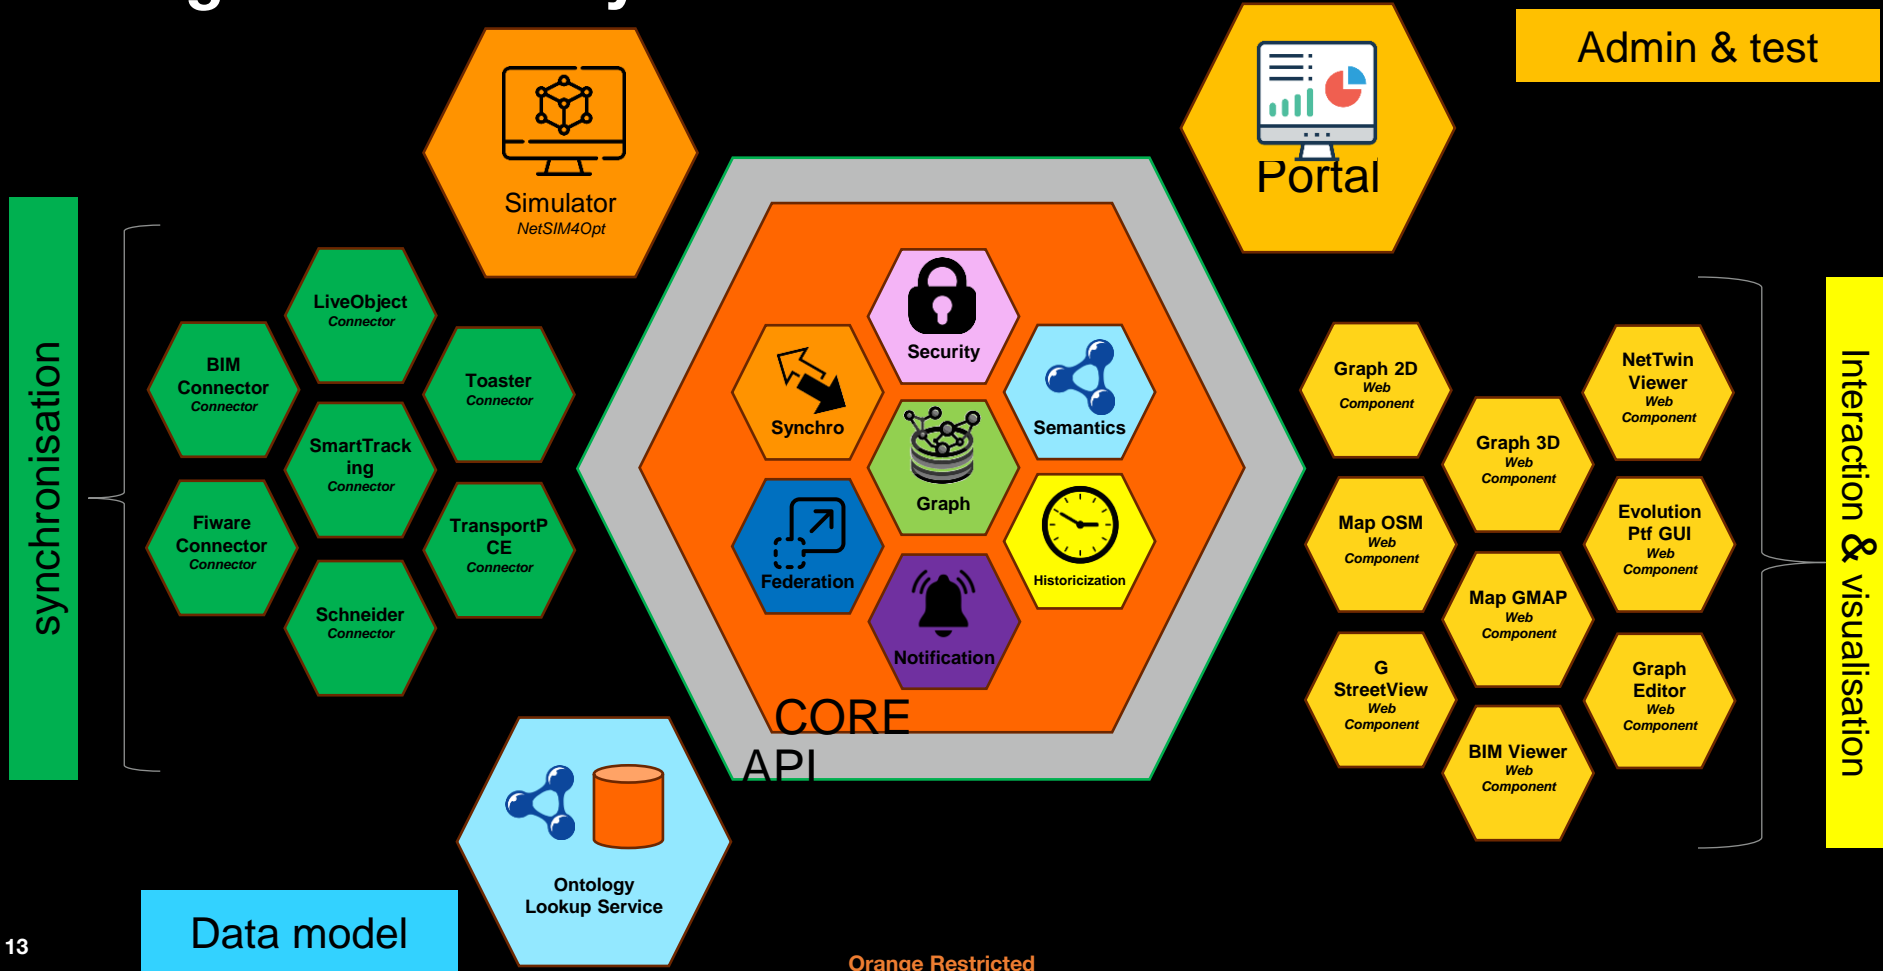 Admin & test
Portal
Simulator
NetSIM4Opt
synchronisation
LiveObject
Connector
BIM
Connector
Connector
Toaster
Connector
SmartTrack
ing
Connector
Fiware
Connector
Connector
TransportP
CE
Connector
Schneider
Connector
Security
Synchro
Semantics
Graph
Federation
Historicization
Notification
CORE
API
Graph 2D
Web
Component
NetTwin
Viewer
Web
Component
Graph 3D
Web
Component
Map OSM
Web
Component
Evolution
Ptf GUI
Web
Component
Map GMAP
Web
Component
G
StreetView
Web
Component
Graph
Editor
Web
Component
BIM Viewer
Web
Component
Interaction & visualisation
Ontology
Lookup Service
Data model
13
Orange Restricted